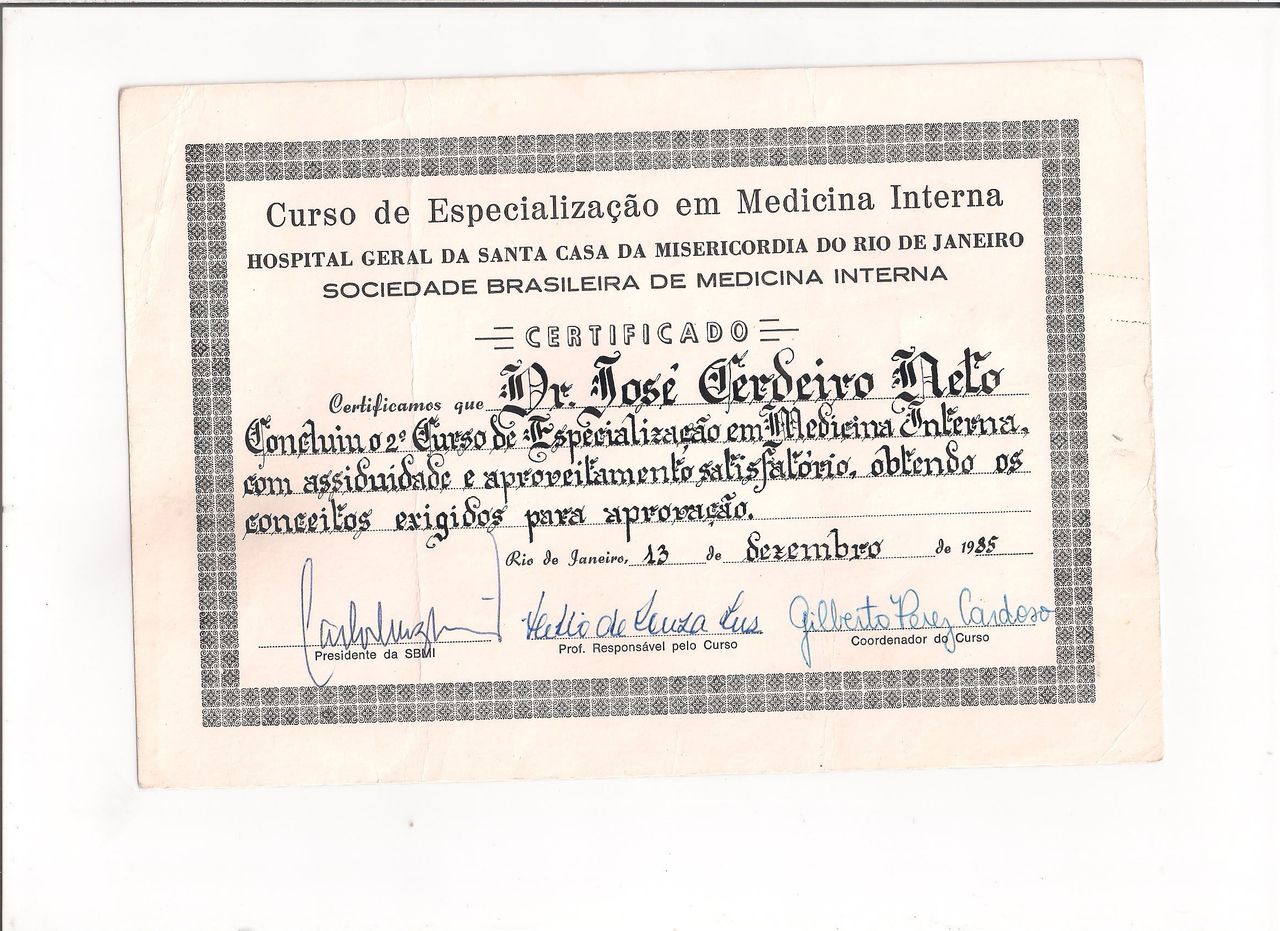 Curso de Especialização em Medicina Interna
HOSPITAL GERAL DA SANTA CASA DA MISERICORDIA DO RIO DE JANEIRO
SOCIEDADE BRASILEIRA DE MEDICINA INTERNA
CERTIFICADO
Certificamos que Dr. José Cerdeiro Neto
Concluiu o 2º Curso de Especialização em Medicina Interna,
com assiduidade e aproveitamento satisfatório, obtendo os
conceitos exigidos para aprovação.
Rio de Janeiro, 13 de dezembro de 1985
de Gilberto Perez Cardoso
Presidente da SBMI Prof. Responsável pelo Curso Coordenador do Curso